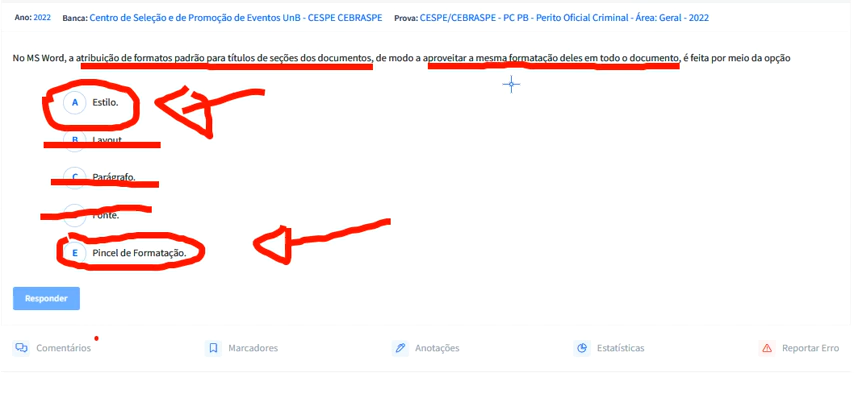 Ano: 2022 Banca: Centro de Seleção e de Promoção de Eventos UnB - CESPE CEBRASPE Prova: CESPE/CEBRASPE - PC PB - Perito Oficial Criminal - Área: Geral - 2022
No MS Word, a atribuição de formatos padrão para títulos de seções dos documentos, de modo a aproveitar a mesma formatação deles em todo o documento, é feita por meio da opção
A Estilo.
B Layout
C Parágrafo.
Fonte.
E Pincel de Formatação.
Responder
Comentários Marcadores Anotações Estatísticas Reportar Erro